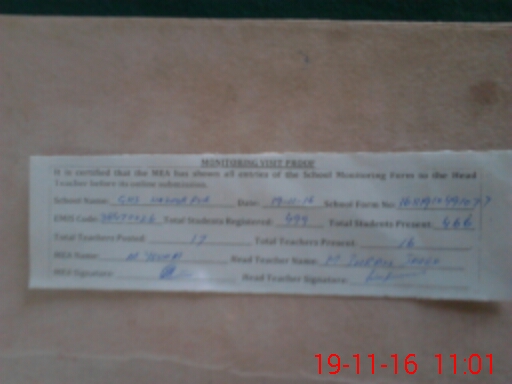 MONITORING VISIT PROOF
It is certified that the MEA has shown all entries of the School Monitoring Form to the Head
Teacher before its online submission.
School Name: GHS Date: 19-11-16 School Form No:
EMIS Code: Total Students Registered: 499 Total Students Present: 466
Total Teachers Posted: 17 Total Teachers Present: 16
MEA Name: Head Teacher Name: M
MEA Signature: Head Teacher Signature:
19-11-16 11:01